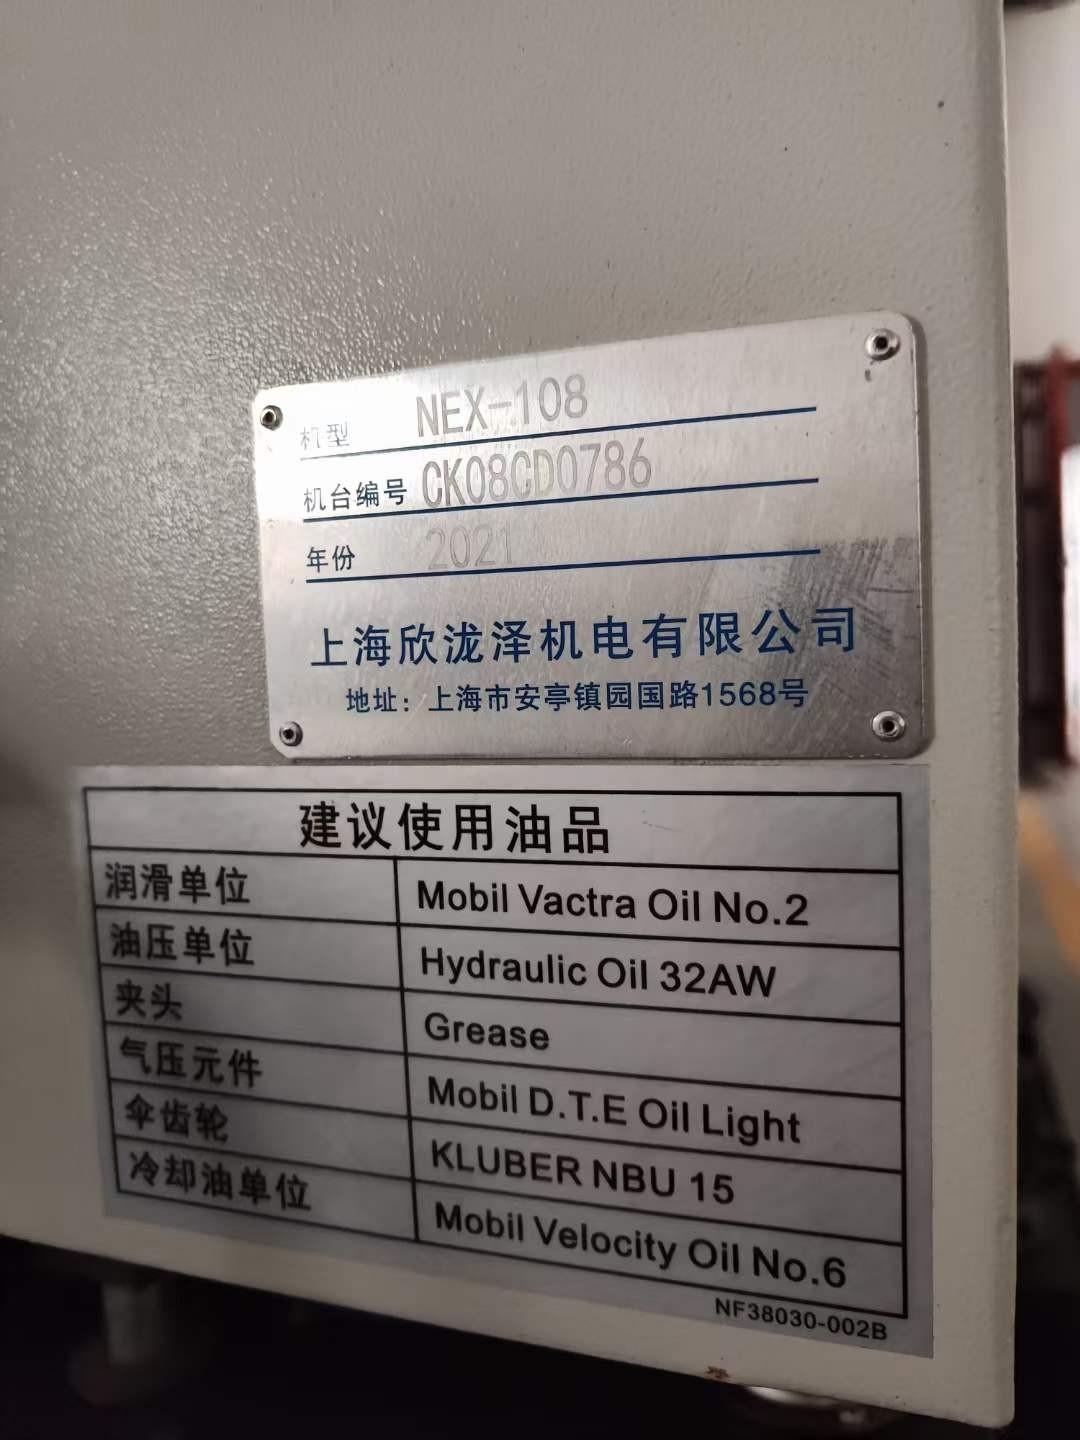 机型 NEX-108
机台编号 CK08CD0786
年份 2021
上海欣泷泽机电有限公司
地址：上海市安亭镇园国路1568号
建议使用油品
润滑单位 Mobil Vactra Oil No.2
油压单位 Hydraulic Oil 32AW
夹头 Grease
气压元件 Mobil D.T.E Oil Light
伞齿轮 KLUBER NBU 15
冷却油单位 Mobil Velocity Oil No.6
NF38030-002B